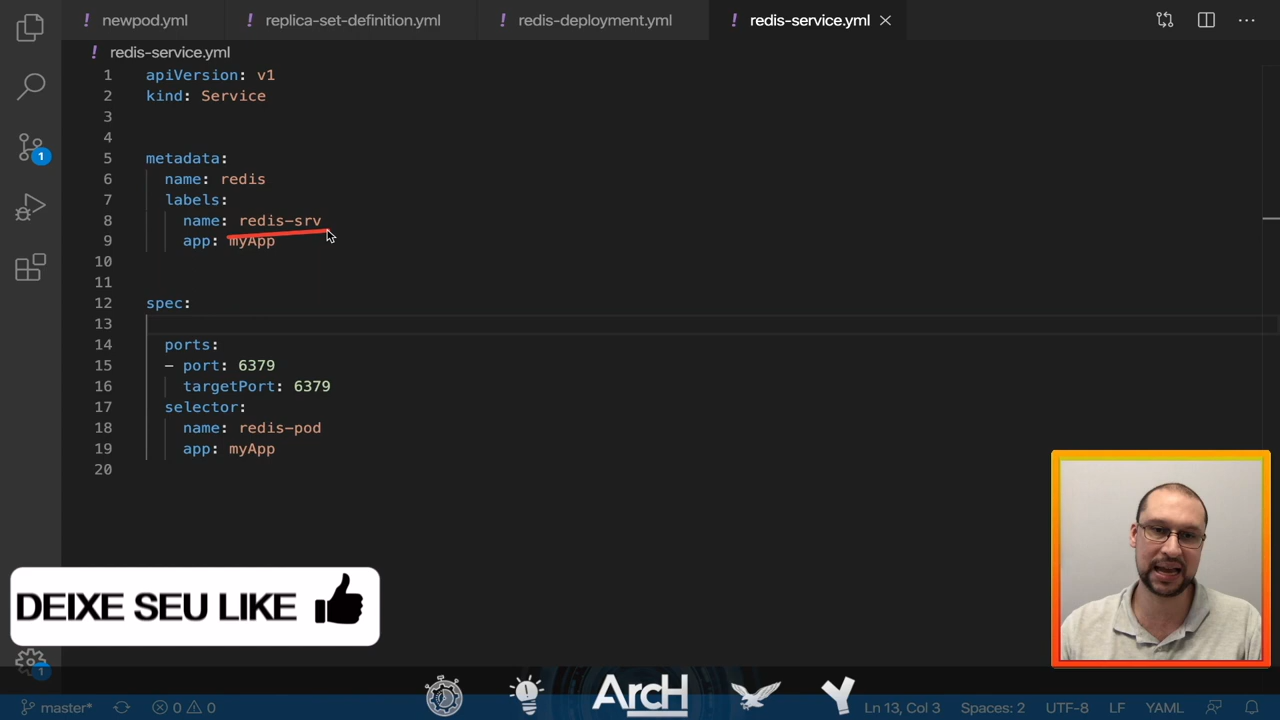 newpod.yml
replica-set-definition.yml
redis-deployment.yml
redis-service.yml
redis-service.yml
1 apiVersion: v1
2 kind: Service
3
4
5 metadata:
6 name: redis
7 labels:
8 name: redis-srv
9 app: myApp
10
11
12 spec:
13
14 ports:
15 - port: 6379
16 targetPort: 6379
17 selector:
18 name: redis-pod
19 app: myApp
20
1
DEIXE SEU LIKE
1
ArcH
master* 0 0 Ln 13, Col 3 Spaces: 2 UTF-8 LF YAML